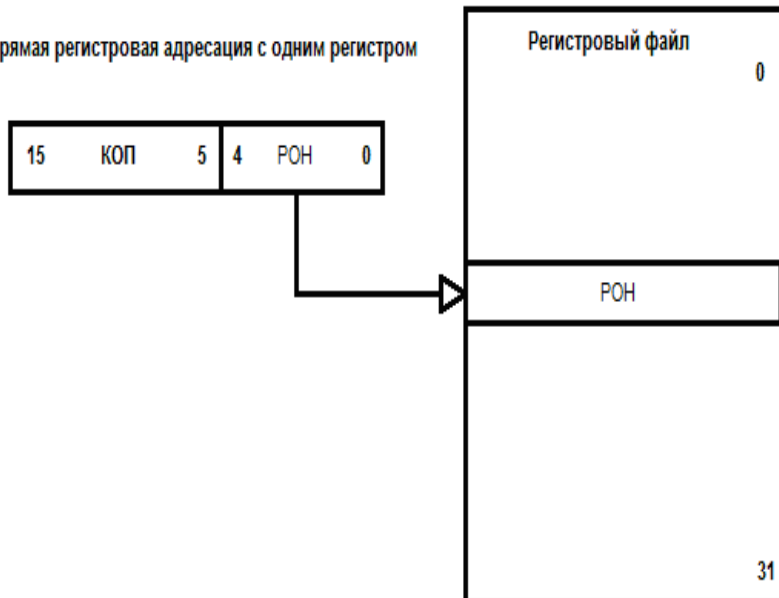 рямая регистровая адресация с одним регистром
Регистровый файл
0
15 КОП 5 4 РОН 0
РОН
31